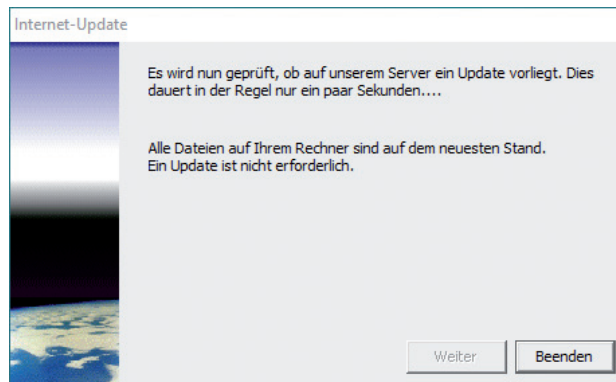 Internet-Update
Es wird nun geprüft, ob auf unserem Server ein Update vorliegt. Dies
dauert in der Regel nur ein paar Sekunden....
Alle Dateien auf Ihrem Rechner sind auf dem neuesten Stand.
Ein Update ist nicht erforderlich.
Weiter
Beenden